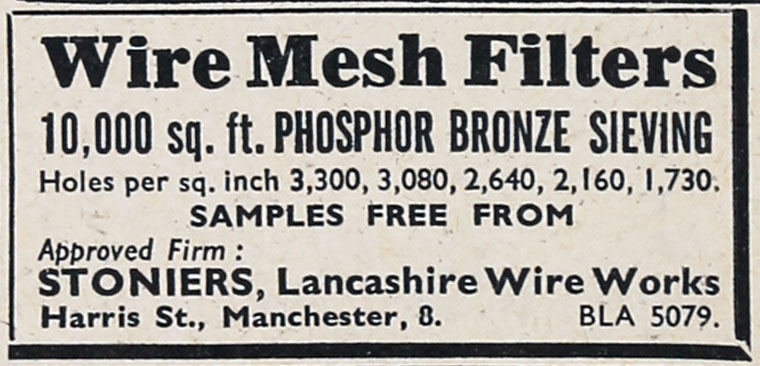 Wire Mesh Filters
10,000 sq. ft. PHOSPHOR BRONZE SIEVING
Holes per sq. inch 3,300, 3,080, 2,640, 2,160, 1,730.
SAMPLES FREE FROM
Approved Firm :
STONIERS, Lancashire Wire Works
Harris St., Manchester, 8. BLA 5079.